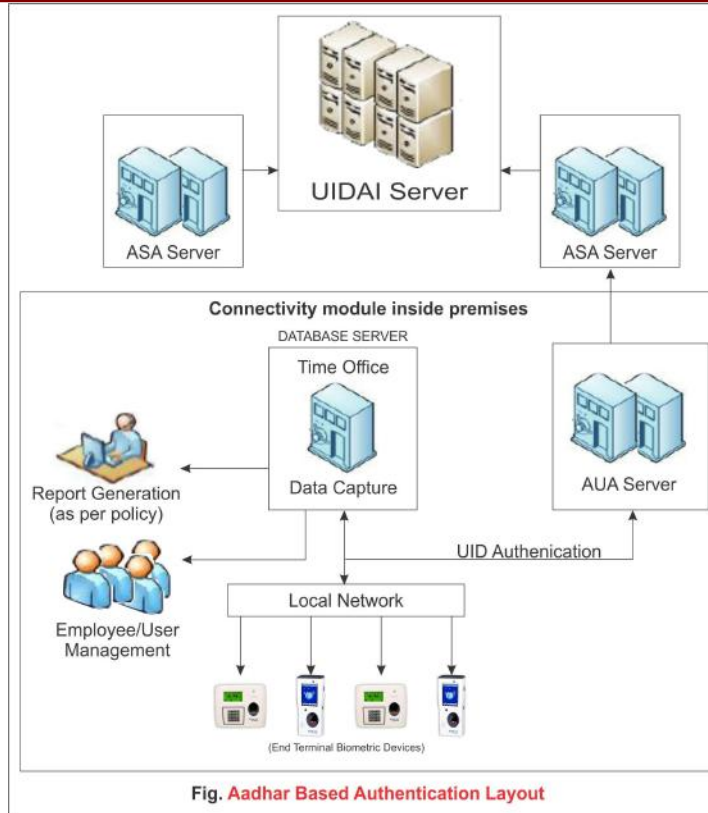 UIDAI Server
ASA Server
ASA Server
Connectivity module inside premises
DATABASE SERVER
Time Office
Data Capture
AUA Server
Report Generation
(as per policy)
UID Authenication
Employee/User
Management
Local Network
(End Terminal Biometric Devices)
Fig. Aadhar Based Authentication Layout